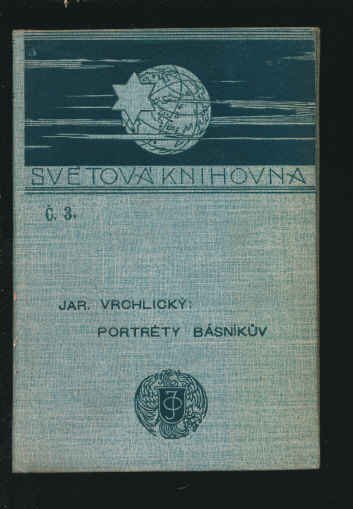 SVĚTOVÁ KNIHOVNA
Č. 3.
JAR. VRCHLICKÝ:
PORTRÉTY BÁSNÍKŮV